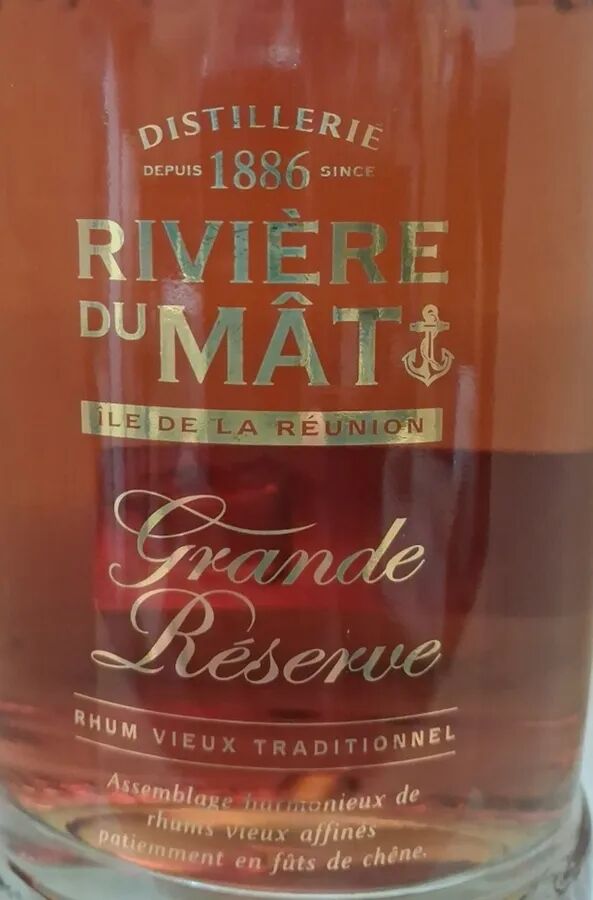 DISTILLERIE
DEPUIS 1886 SINCE
RIVIÈRE
DU MÂT
ÎLE DE LA RÉUNION
Grande
Réserve
RHUM VIEUX TRADITIONNEL
Assemblage harmonieux de
rhums vieux affinés
patiemment en fûts de chêne.